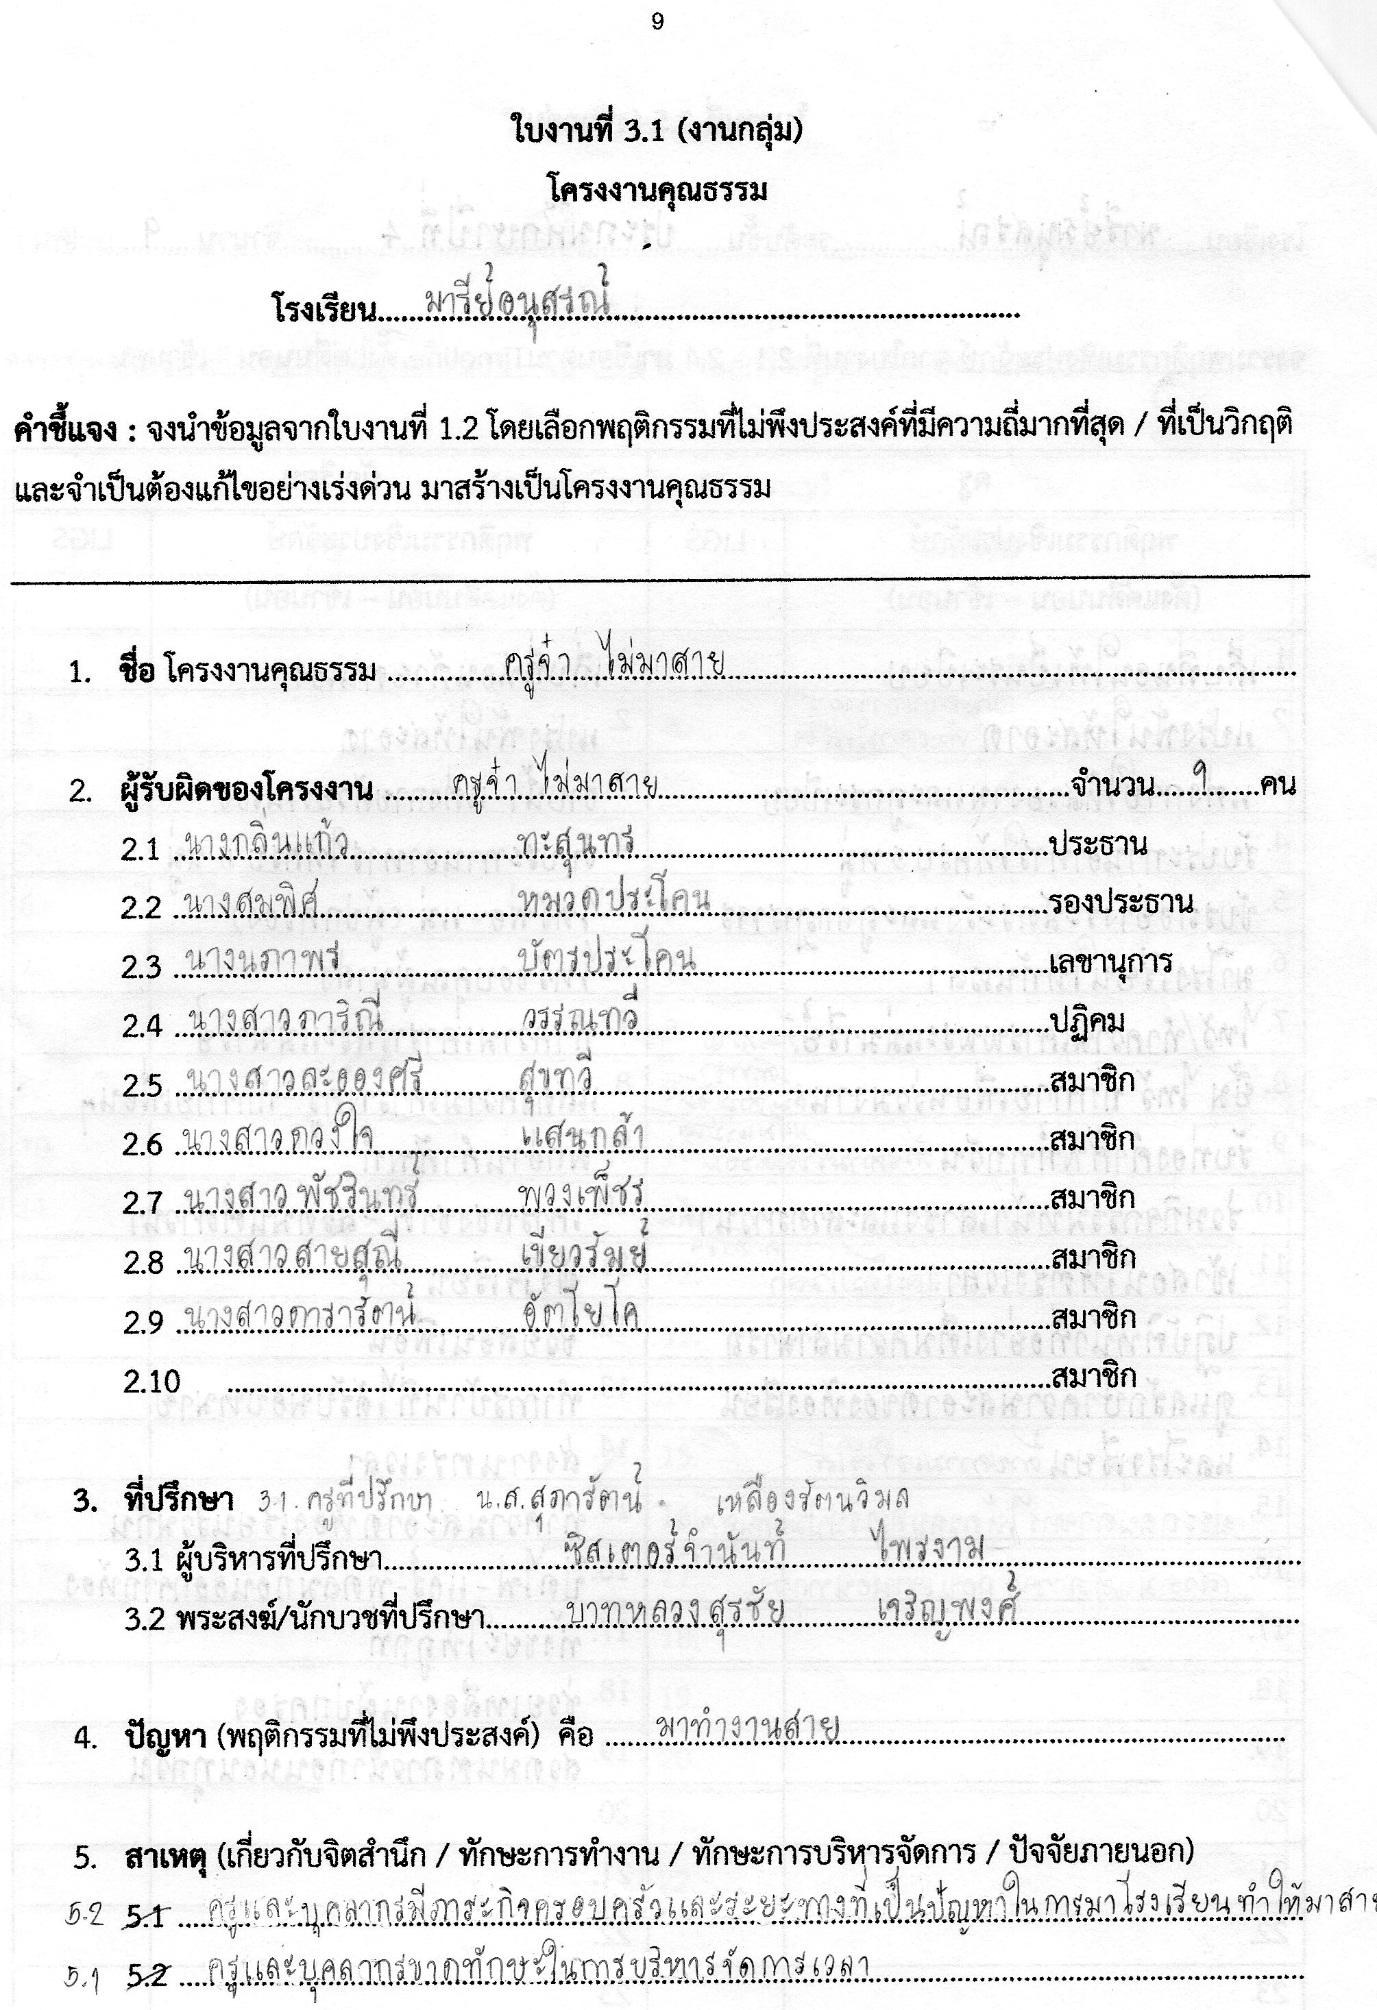 9
ใบงานที่ 3.1 (งานกลุ่ม)
โครงงานคุณธรรม
โรงเรียน......มารีย์อนุสรณ์......
คำชี้แจง : จงนำข้อมูลจากใบงานที่ 1.2 โดยเลือกพฤติกรรมที่ไม่พึงประสงค์ที่มีความถี่มากที่สุด / ที่เป็นวิกฤติ
และจำเป็นต้องแก้ไขอย่างเร่งด่วน มาสร้างเป็นโครงงานคุณธรรม
1. ชื่อ โครงงานคุณธรรม ......ครูจ๋า ไม่มาสาย......
2. ผู้รับผิดของโครงงาน ......ครูจ๋า ไม่มาสาย......จำนวน...9...คน
2.1 นางกลิ่นแก้ว ทะสุนทร ประธาน
2.2 นางสมพิศ หมวดประโคน รองประธาน
2.3 นางนภาพร บัตรประโคน เลขานุการ
2.4 นางสาวภาริณี วรรณทวี ปฏิคม
2.5 นางสาวละอองศรี สุขทวี สมาชิก
2.6 นางสาวดวงใจ แสนกล้า สมาชิก
2.7 นางสาวพัชรินทร์ พวงเพ็ชร สมาชิก
2.8 นางสาวสายสุณี เขียวรัมย์ สมาชิก
2.9 นางสาวดารารัตน์ อัตโยโค สมาชิก
2.10 ......สมาชิก
3. ที่ปรึกษา 3.1. ครูที่ปรึกษา น.ส.สุภารัตน์ เหลืองรัตนวิมล
3.1 ผู้บริหารที่ปรึกษา......ซิสเตอร์จำนันท์ ไพรงาม......
3.2 พระสงฆ์/นักบวชที่ปรึกษา......บาทหลวงสุรชัย เจริญพงศ์......
4. ปัญหา (พฤติกรรมที่ไม่พึงประสงค์) คือ ......มาทำงานสาย......
5. สาเหตุ (เกี่ยวกับจิตสำนึก / ทักษะการทำงาน / ทักษะการบริหารจัดการ / ปัจจัยภายนอก)
5.2 5.1 ครูและบุคลากรมีภาระกิจครอบครัวและระยะทางที่เป็นปัญหาในการมาโรงเรียนทำให้มาสาย
5.1 5.2 ครูและบุคลากรขาดทักษะในการบริหารจัดการเวลา